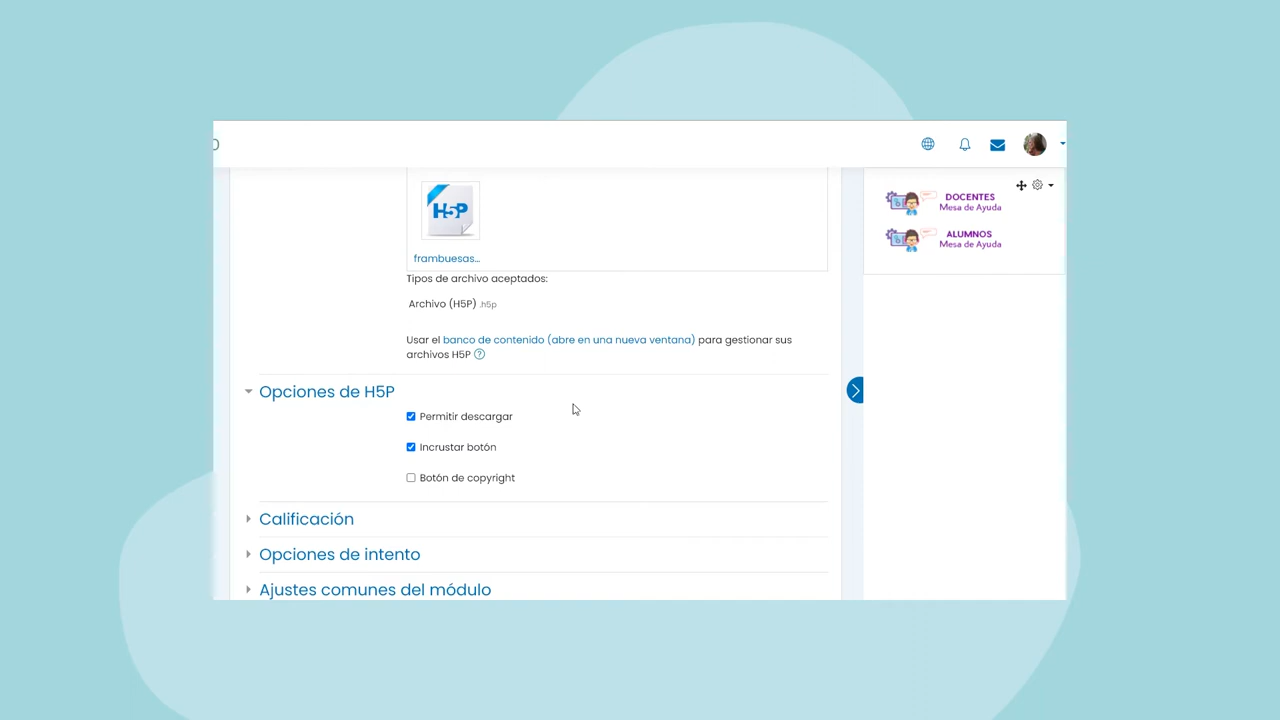 DOCENTES
Mesa de Ayuda
ALUMNOS
Mesa de Ayuda
H5P
frambuesas...
Tipos de archivo aceptados:
Archivo (H5P) .h5p
Usar el banco de contenido (abre en una nueva ventana) para gestionar sus
archivos H5P ?
Opciones de H5P
Permitir descargar
Incrustar botón
Botón de copyright
Calificación
Opciones de intento
Ajustes comunes del módulo